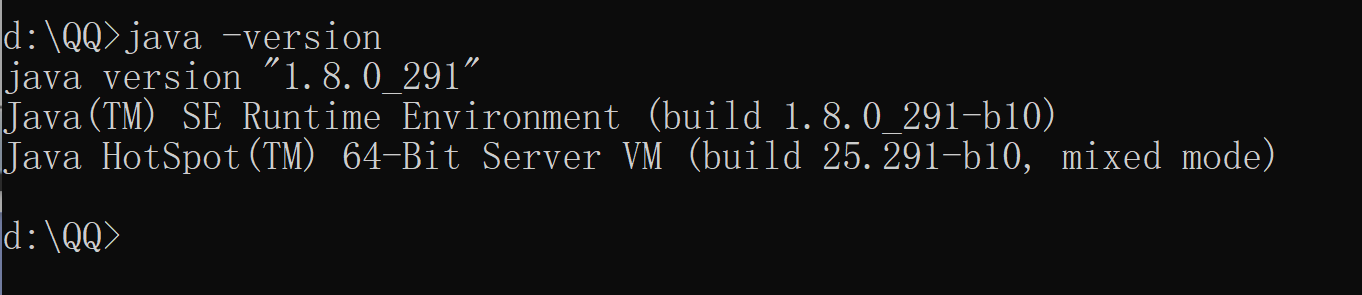 d:\QQ>java -version
java version "1.8.0_291"
Java(TM) SE Runtime Environment (build 1.8.0_291-b10)
Java HotSpot(TM) 64-Bit Server VM (build 25.291-b10, mixed mode)
d:\QQ>